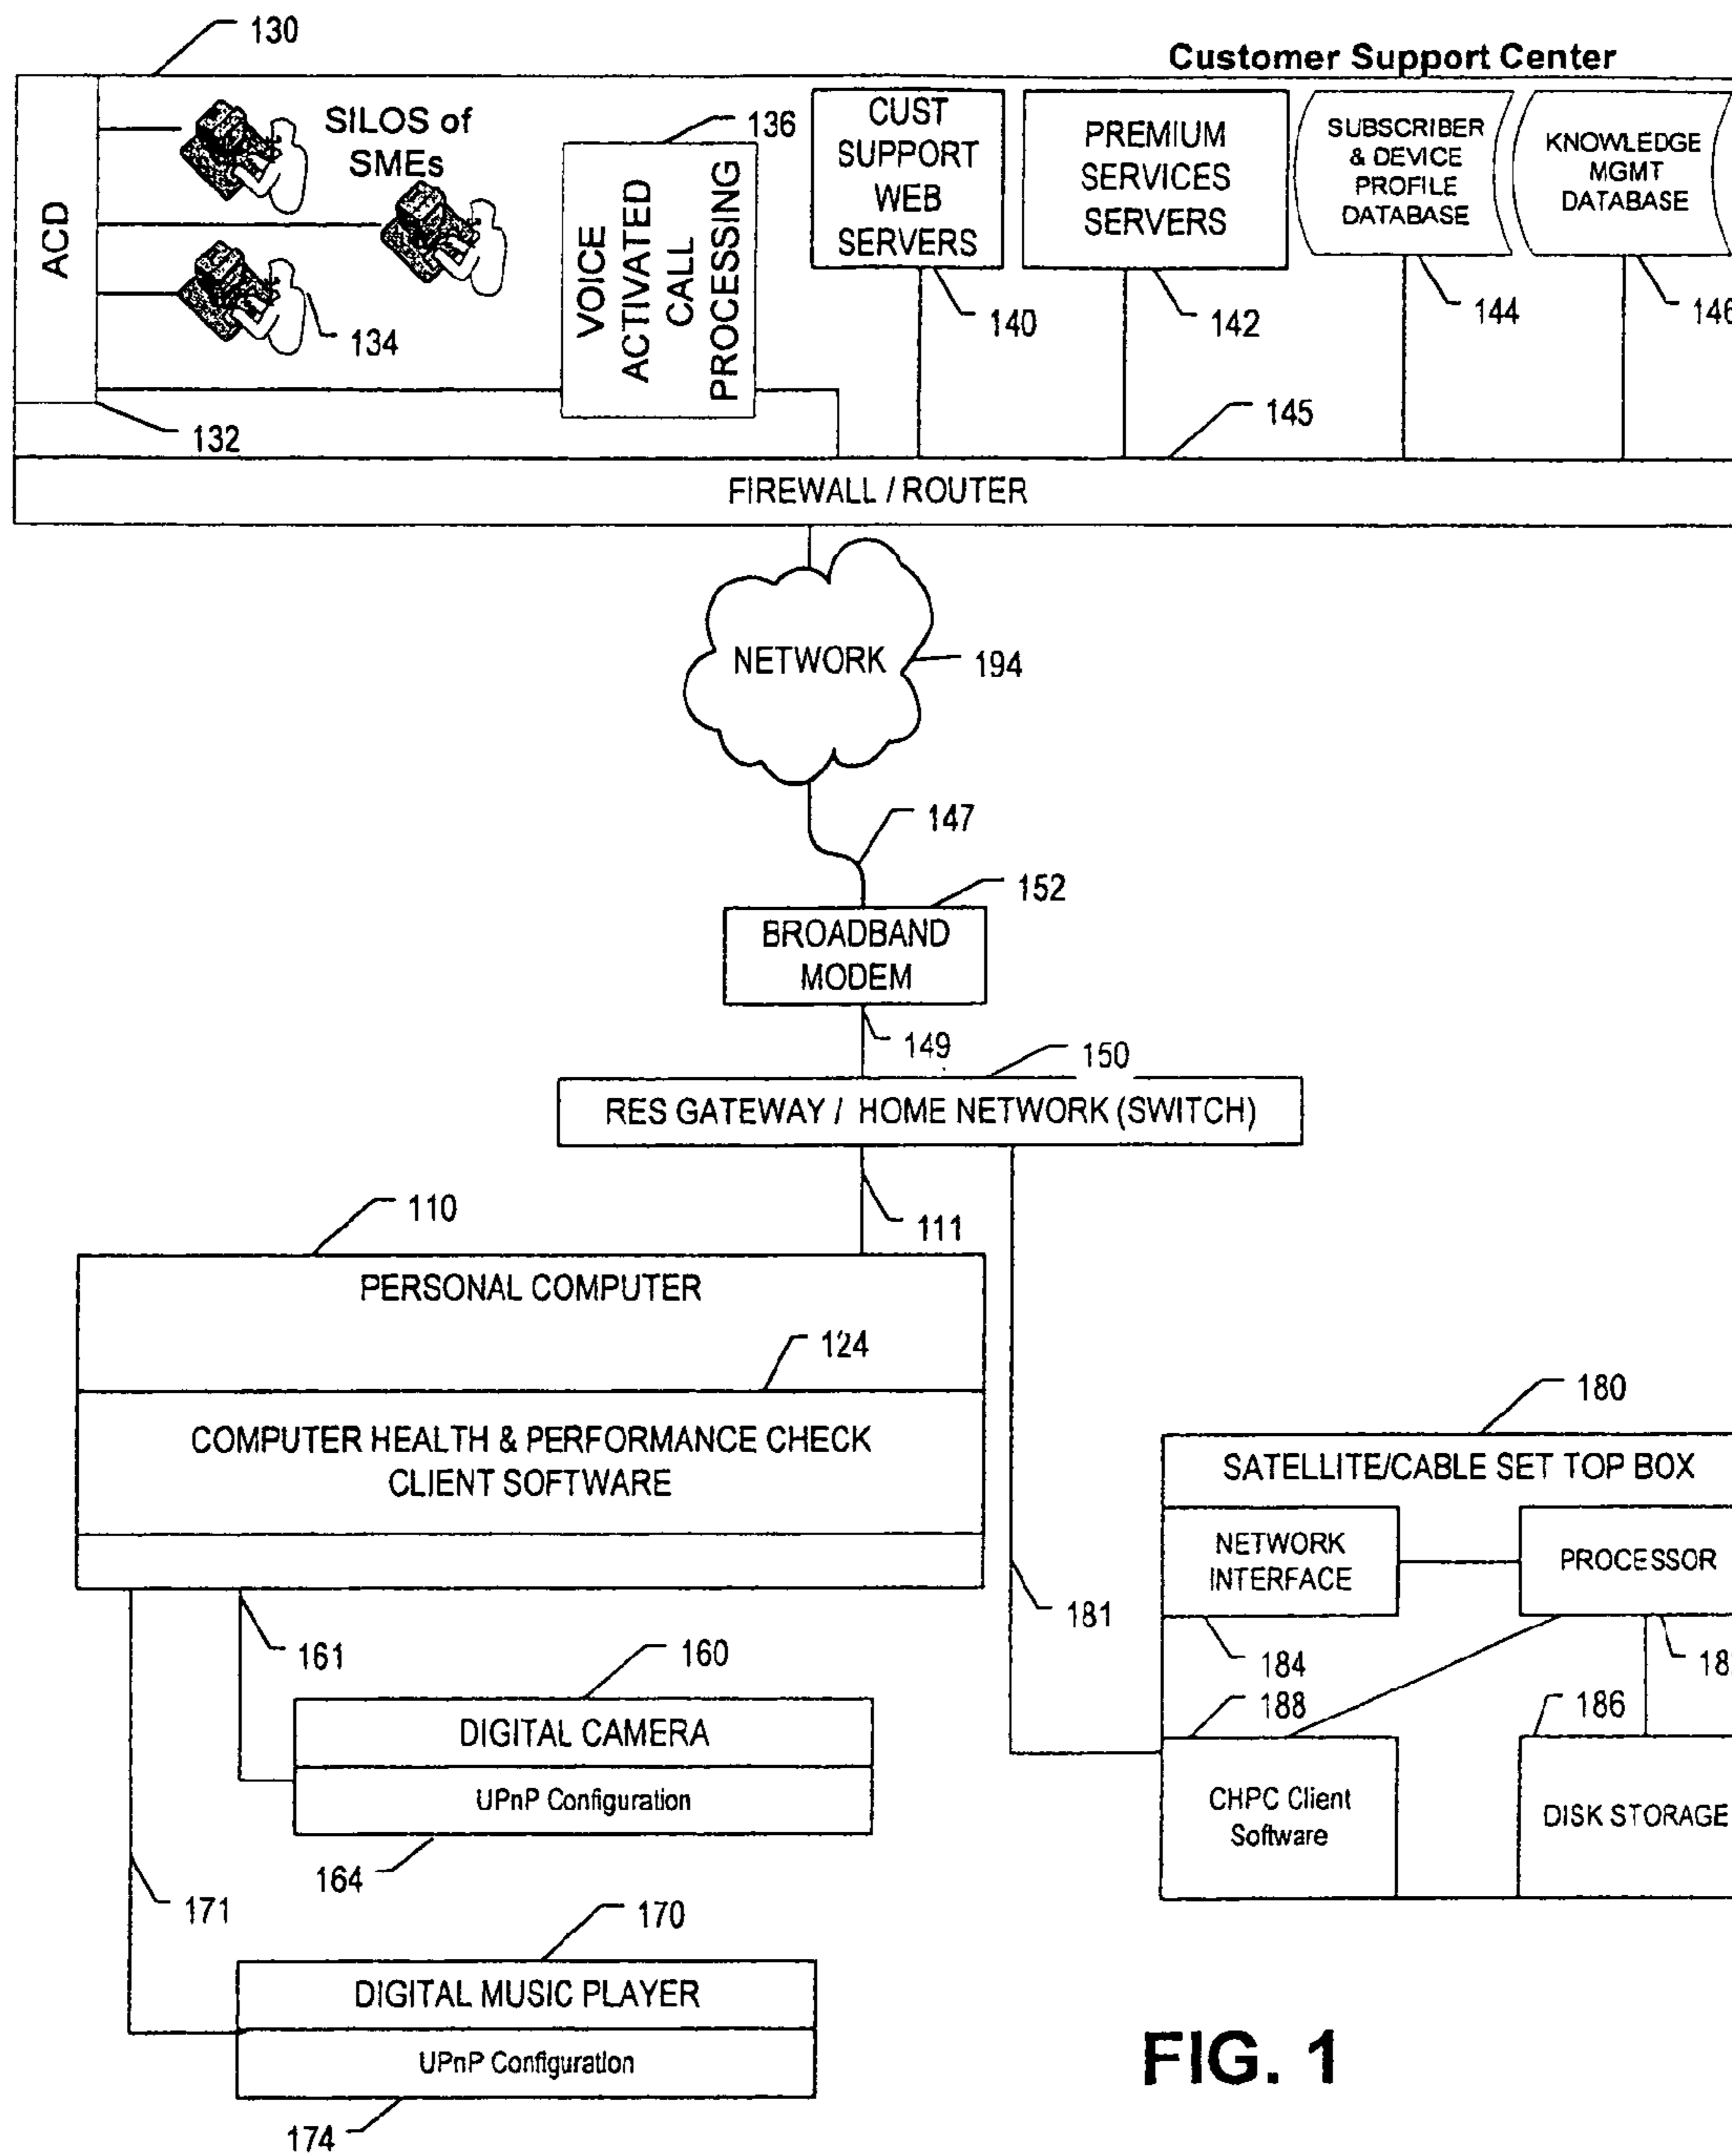 130
Customer Support Center
ACD
SILOS of
SMEs
134
132
136
VOICE
ACTIVATED
CALL
PROCESSING
CUST
SUPPORT
WEB
SERVERS
140
PREMIUM
SERVICES
SERVERS
142
SUBSCRIBER
& DEVICE
PROFILE
DATABASE
144
KNOWLEDGE
MGMT
DATABASE
146
145
FIREWALL / ROUTER
NETWORK
194
147
152
BROADBAND
MODEM
149
150
RES GATEWAY / HOME NETWORK (SWITCH)
111
110
PERSONAL COMPUTER
124
COMPUTER HEALTH & PERFORMANCE CHECK
CLIENT SOFTWARE
161
160
DIGITAL CAMERA
UPnP Configuration
164
171
170
DIGITAL MUSIC PLAYER
UPnP Configuration
174
181
180
SATELLITE/CABLE SET TOP BOX
NETWORK
INTERFACE
PROCESSOR
184
188
186
CHPC Client
Software
DISK STORAGE
FIG. 1